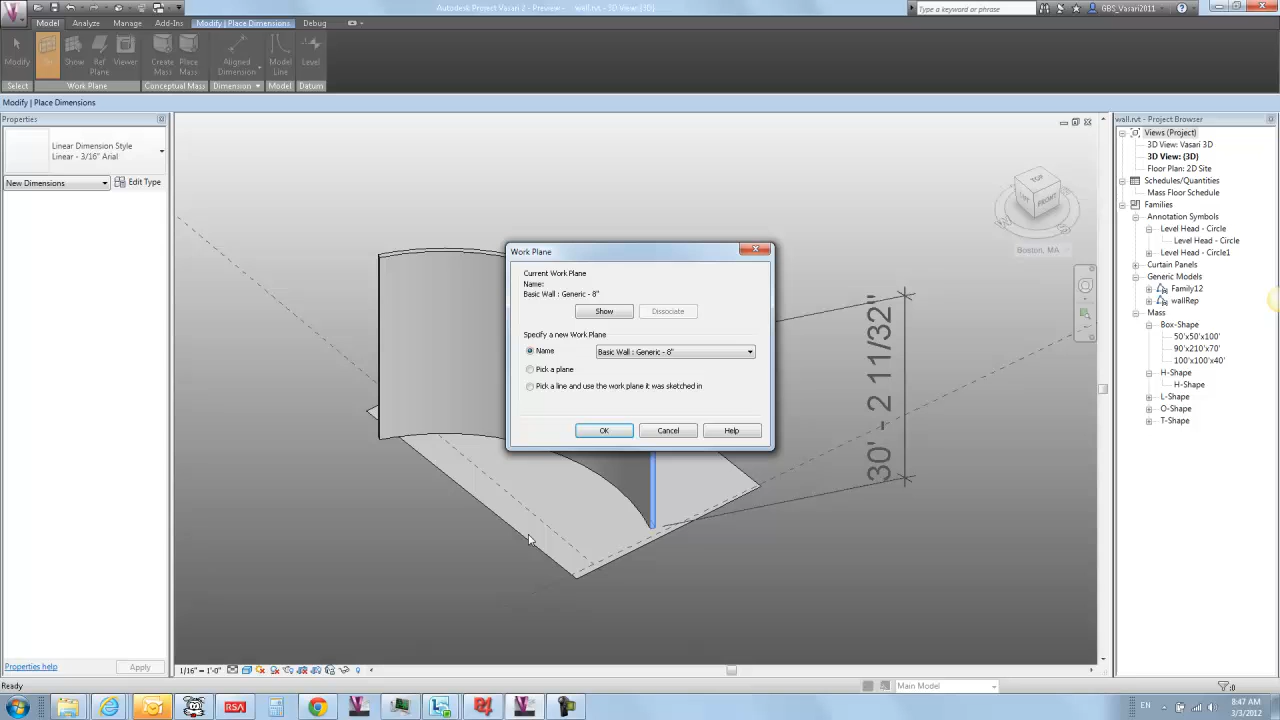 Autodesk Project Vasari 2 - Preview - wall.rvt - 3D View: {3D}
Type a keyword or phrase
GBS_Vasari2011
Model
Analyze
Manage
Add-Ins
Modify | Place Dimensions
Debug
Modify
Set
Show
Ref Plane
Viewer
Create Mass
Place Mass
Aligned Dimension
Model Line
Level
Select
Work Plane
Conceptual Mass
Dimension
Model
Datum
Modify | Place Dimensions
Properties
Linear Dimension Style
Linear - 3/16" Arial
New Dimensions
Edit Type
Properties help
Apply
TOP
FRONT
Boston, MA
30' - 2 11/32"
Work Plane
Current Work Plane
Name:
Basic Wall : Generic - 8"
Show
Dissociate
Specify a new Work Plane
Name
Basic Wall : Generic - 8"
Pick a plane
Pick a line and use the work plane it was sketched in
OK
Cancel
Help
wall.rvt - Project Browser
Views (Project)
3D View: Vasari 3D
3D View: {3D}
Floor Plan: 2D Site
Schedules/Quantities
Mass Floor Schedule
Families
Annotation Symbols
Level Head - Circle
Level Head - Circle
Level Head - Circle1
Curtain Panels
Generic Models
Family12
wallRep
Mass
Box-Shape
50'x50'x100'
90'x210'x70'
100'x100'x40'
H-Shape
H-Shape
L-Shape
O-Shape
T-Shape
1/16" = 1'-0"
Ready
Main Model
:0
RSA
EN
8:47 AM
3/3/2012